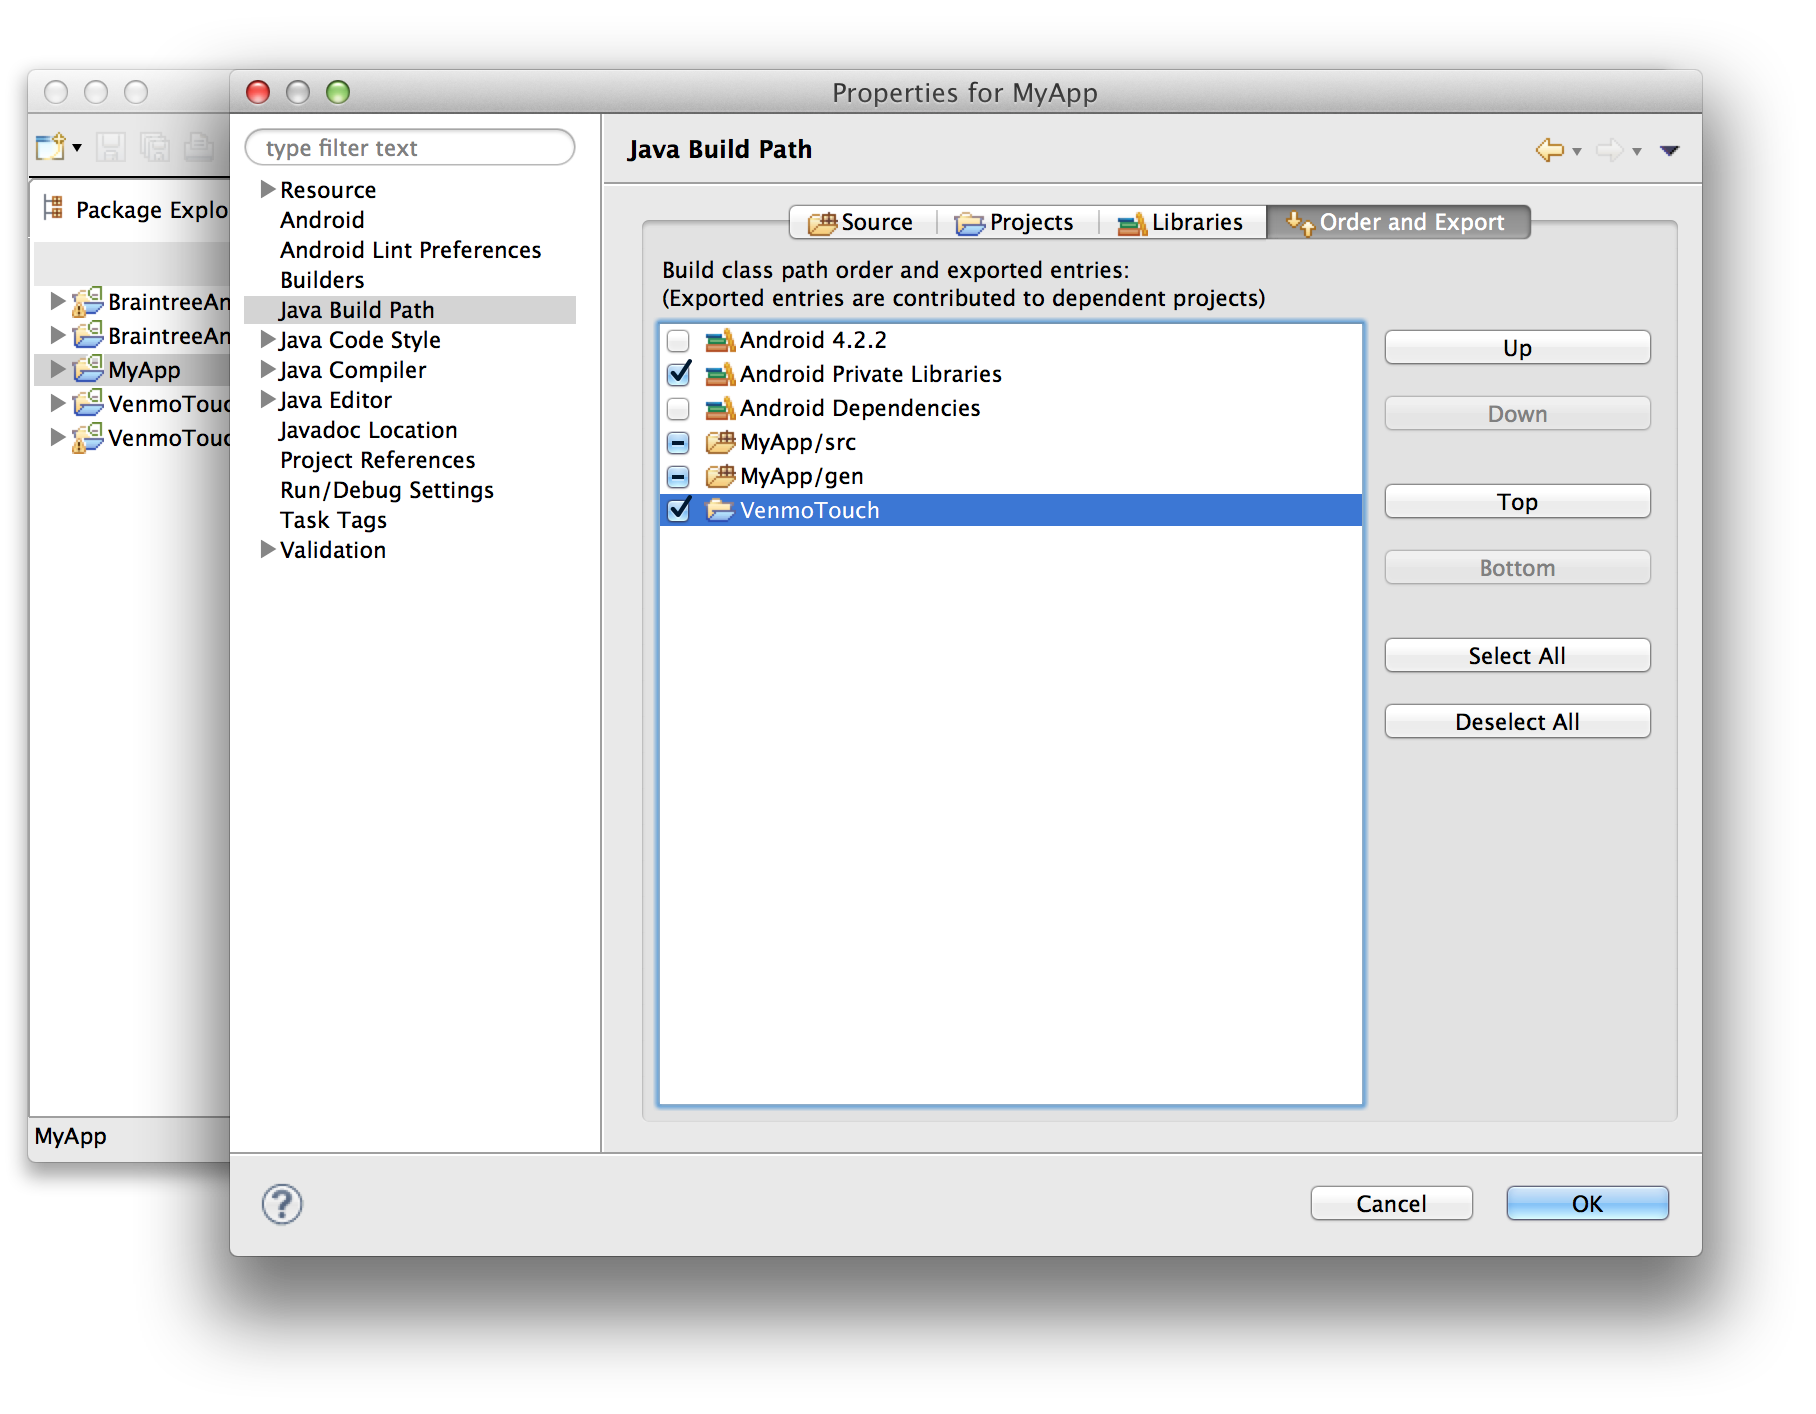 Properties for MyApp
type filter text
Java Build Path
Package Explo
Resource
Android
Android Lint Preferences
Builders
Java Build Path
Java Code Style
Java Compiler
Java Editor
Javadoc Location
Project References
Run/Debug Settings
Task Tags
Validation
BraintreeAn
BraintreeAn
MyApp
VenmoTouc
VenmoTouc
Source
Projects
Libraries
Order and Export
Build class path order and exported entries:
(Exported entries are contributed to dependent projects)
Android 4.2.2
Android Private Libraries
Android Dependencies
MyApp/src
MyApp/gen
VenmoTouch
Up
Down
Top
Bottom
Select All
Deselect All
MyApp
?
Cancel
OK